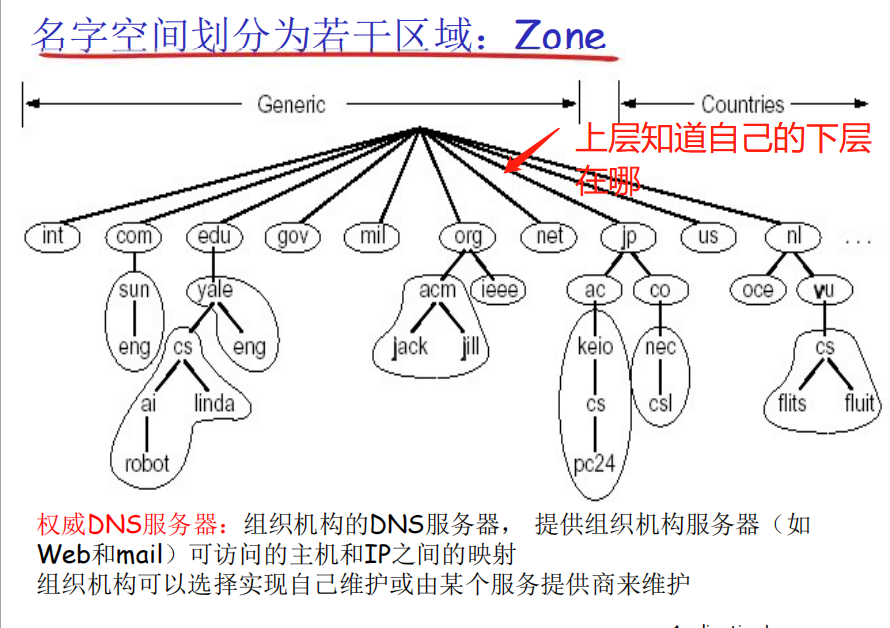 名字空间划分为若干区域：Zone
Generic
Countries
上层知道自己的下层
在哪
int com edu gov mil org net jp us nl ...
sun yale acm ieee ac co oce vu
eng cs eng jack jill keio nec cs
ai linda cs csl flits fluit
robot pc24
权威DNS服务器：组织机构的DNS服务器， 提供组织机构服务器（如
Web和mail）可访问的主机和IP之间的映射
组织机构可以选择实现自己维护或由某个服务提供商来维护